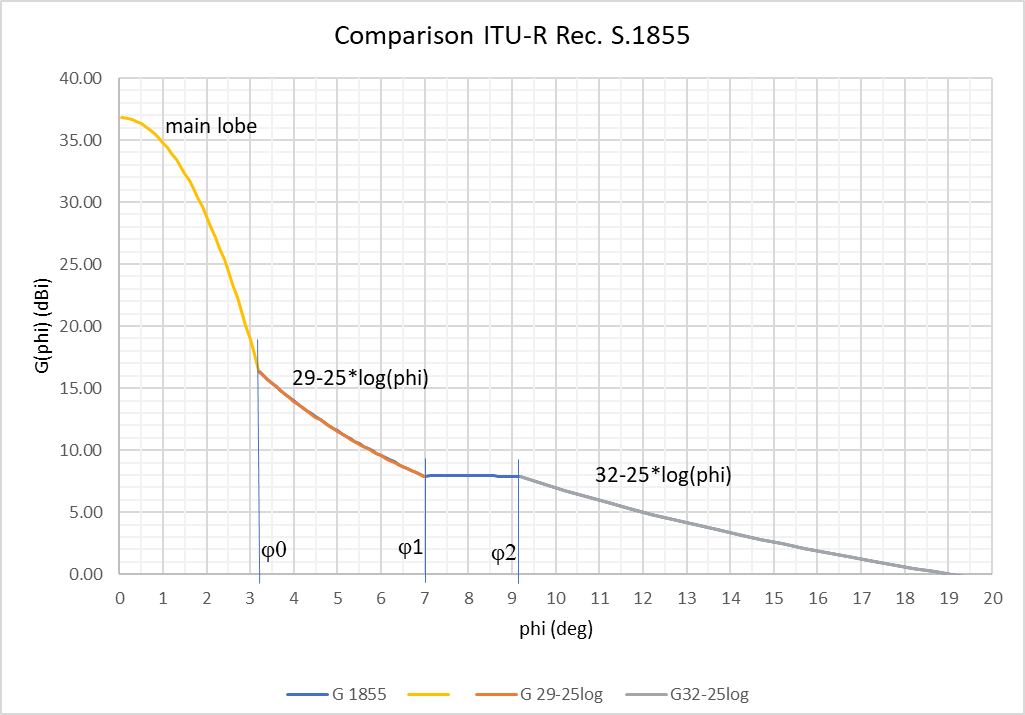 Comparison ITU-R Rec. S.1855
40.00
main lobe
35.00
30.00
25.00
G(phi) (dBi)
20.00
15.00
29-25*log(phi)
10.00
32-25*log(phi)
5.00
φ0
φ1
φ2
0.00
0 1 2 3 4 5 6 7 8 9 10 11 12 13 14 15 16 17 18 19 20
phi (deg)
G 1855 G 29-25log G32-25log